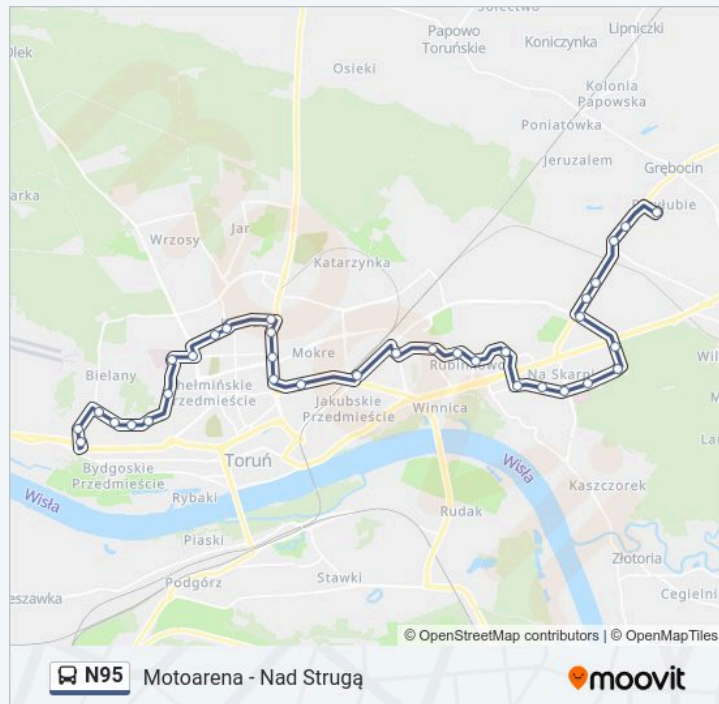 Lipniczki
Papowo
Toruńskie
Koniczynka
Osieki
Kolonia
Papowska
Poniatówka
Jeruzalem
Grębocin
Wrzosy
Jar
Katarzynka
Mokre
Bielany
Rubinkowo
Na Skarpie
Jakubskie
Przedmieście
Winnica
Toruń
Bydgoskie
Przedmieście
Wisła
Wisła
Rybaki
Kaszczorek
Rudak
Piaski
Złotoria
Stawki
Podgórz
© OpenStreetMap contributors | © OpenMapTiles
N95 Motoarena - Nad Strugą
moovit